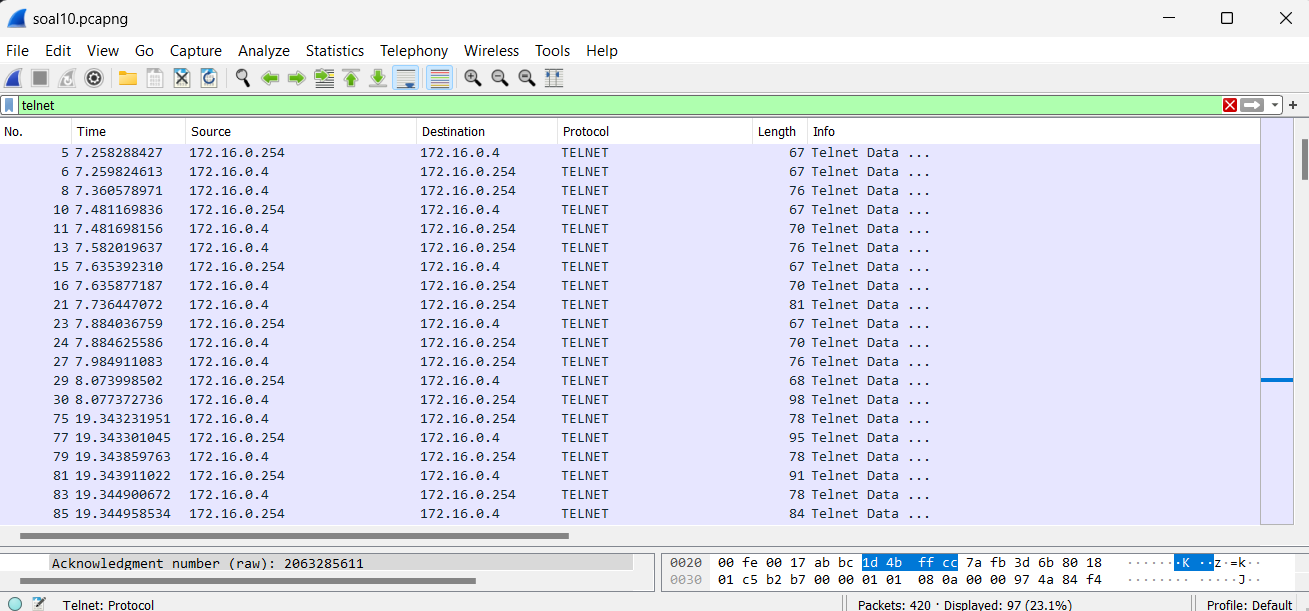 soal10.pcapng
File Edit View Go Capture Analyze Statistics Telephony Wireless Tools Help
telnet
No. Time Source Destination Protocol Length Info
5 7.258288427 172.16.0.254 172.16.0.4 TELNET 67 Telnet Data ...
6 7.259824613 172.16.0.4 172.16.0.254 TELNET 67 Telnet Data ...
8 7.360578971 172.16.0.4 172.16.0.254 TELNET 76 Telnet Data ...
10 7.481169836 172.16.0.254 172.16.0.4 TELNET 67 Telnet Data ...
11 7.481698156 172.16.0.4 172.16.0.254 TELNET 70 Telnet Data ...
13 7.582019637 172.16.0.4 172.16.0.254 TELNET 76 Telnet Data ...
15 7.635392310 172.16.0.254 172.16.0.4 TELNET 67 Telnet Data ...
16 7.635877187 172.16.0.4 172.16.0.254 TELNET 70 Telnet Data ...
21 7.736447072 172.16.0.4 172.16.0.254 TELNET 81 Telnet Data ...
23 7.884036759 172.16.0.254 172.16.0.4 TELNET 67 Telnet Data ...
24 7.884625586 172.16.0.4 172.16.0.254 TELNET 70 Telnet Data ...
27 7.984911083 172.16.0.4 172.16.0.254 TELNET 76 Telnet Data ...
29 8.073998502 172.16.0.254 172.16.0.4 TELNET 68 Telnet Data ...
30 8.077372736 172.16.0.4 172.16.0.254 TELNET 98 Telnet Data ...
75 19.343231951 172.16.0.4 172.16.0.254 TELNET 78 Telnet Data ...
77 19.343301045 172.16.0.254 172.16.0.4 TELNET 95 Telnet Data ...
79 19.343859763 172.16.0.4 172.16.0.254 TELNET 78 Telnet Data ...
81 19.343911022 172.16.0.254 172.16.0.4 TELNET 91 Telnet Data ...
83 19.344900672 172.16.0.4 172.16.0.254 TELNET 78 Telnet Data ...
85 19.344958534 172.16.0.254 172.16.0.4 TELNET 84 Telnet Data ...
Acknowledgment number (raw): 2063285611
0020 00 fe 00 17 ab bc 1d 4b ff cc 7a fb 3d 6b 80 18 ·······K ··z·=k··
0030 01 c5 b2 b7 00 00 01 01 08 0a 00 00 97 4a 84 f4 ········ ·····J··
Telnet: Protocol
Packets: 420 · Displayed: 97 (23.1%)
Profile: Default